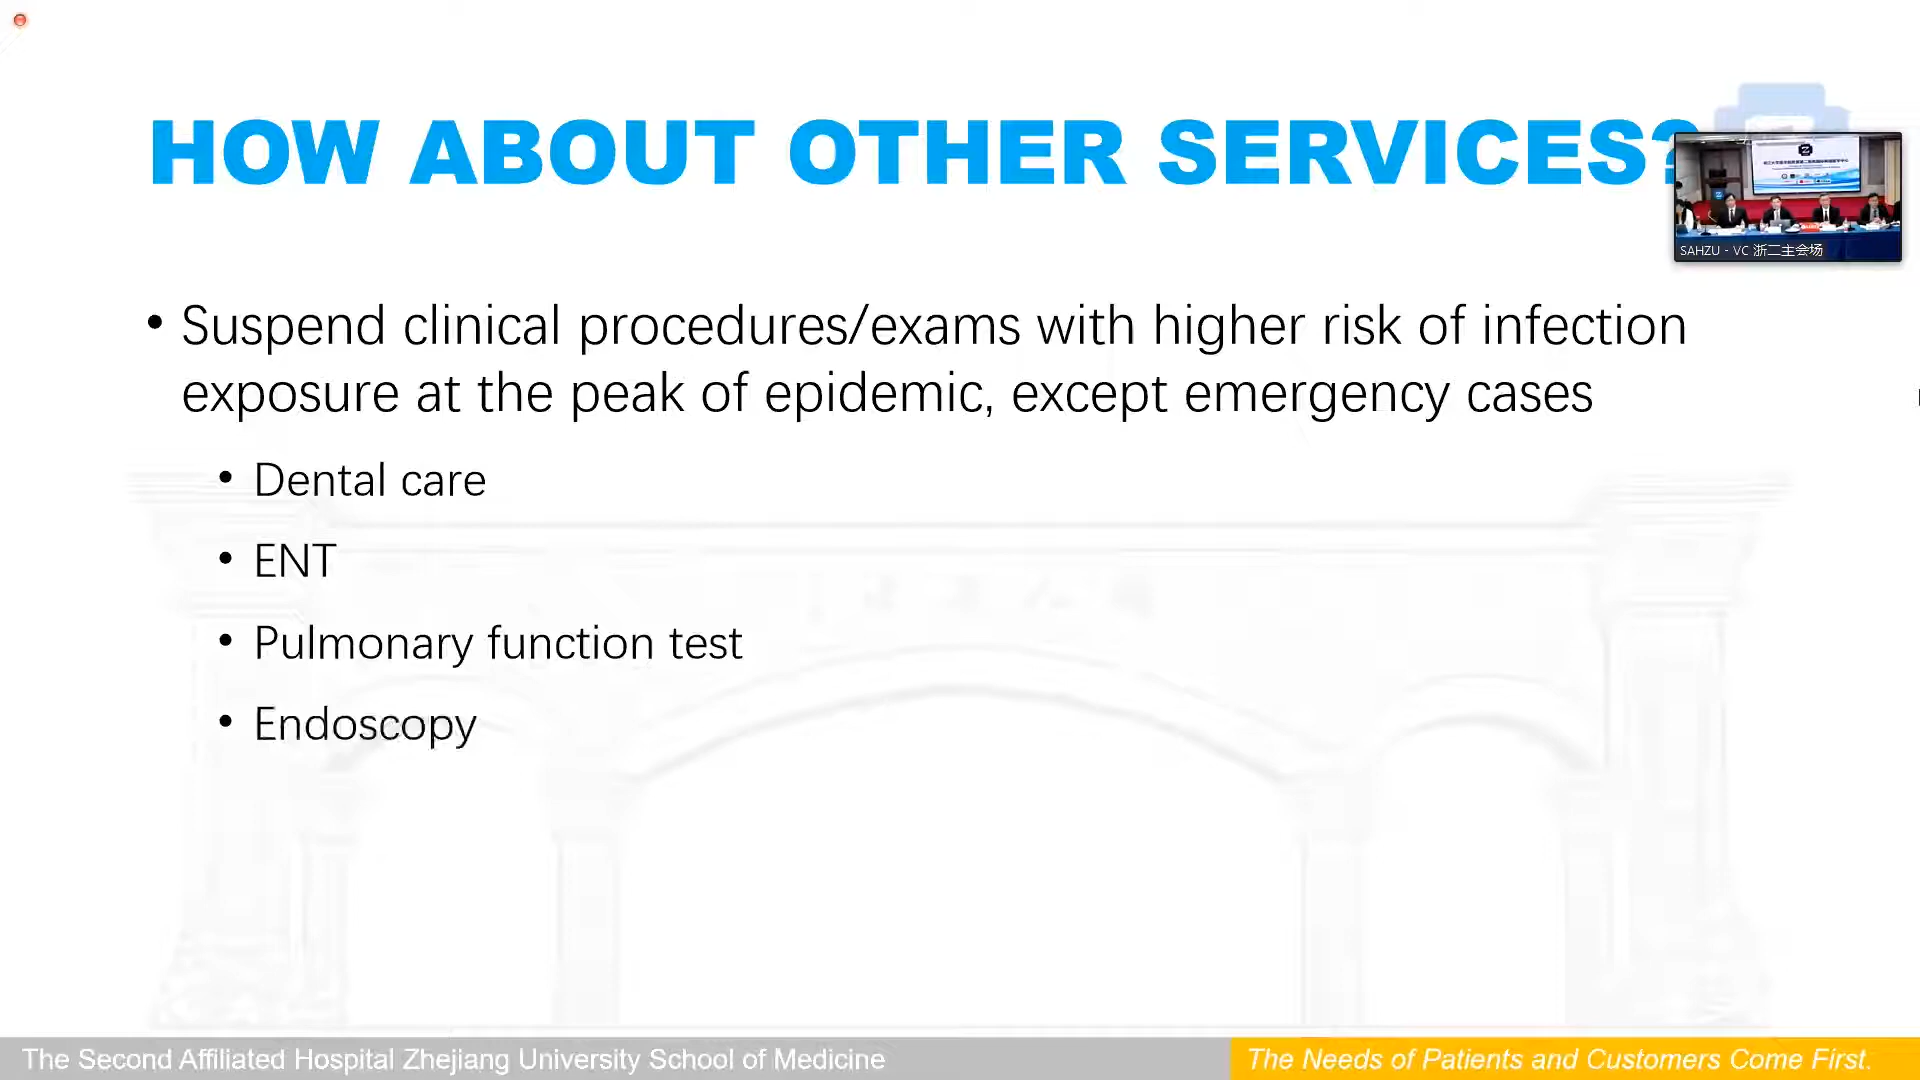 HOW ABOUT OTHER SERVICES?
SAHZU - VC 浙二主会场
• Suspend clinical procedures/exams with higher risk of infection
exposure at the peak of epidemic, except emergency cases
• Dental care
• ENT
• Pulmonary function test
• Endoscopy
The Second Affiliated Hospital Zhejiang University School of Medicine
The Needs of Patients and Customers Come First.